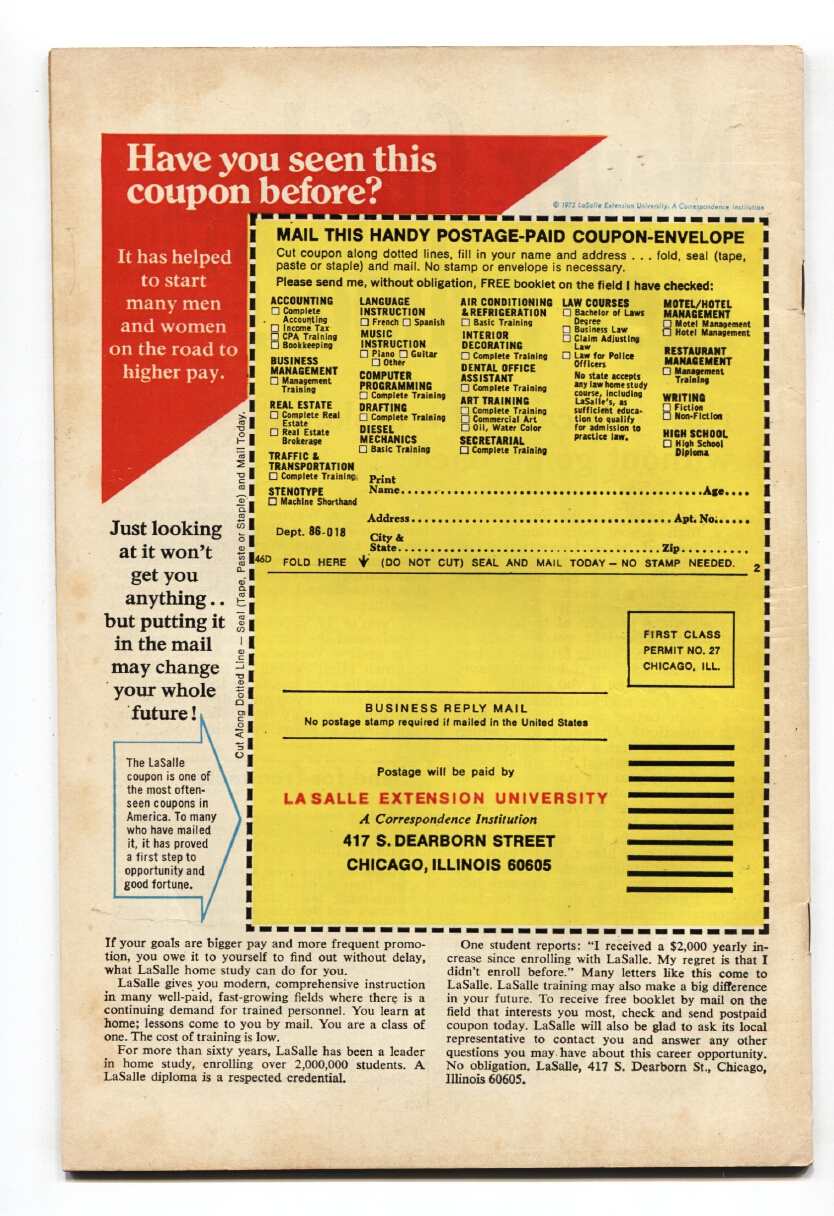 Have you seen this
coupon before?
© 1972 LaSalle Extension University. A Correspondence Institution
It has helped
to start
many men
and women
on the road to
higher pay.
Just looking
at it won't
get you
anything . .
but putting it
in the mail
may change
your whole
future!
The LaSalle
coupon is one of
the most often-
seen coupons in
America. To many
who have mailed
it, it has proved
a first step to
opportunity and
good fortune.
Cut Along Dotted Line — Seal (Tape, Paste or Staple) and Mail Today.
MAIL THIS HANDY POSTAGE-PAID COUPON-ENVELOPE
Cut coupon along dotted lines, fill in your name and address . . . fold, seal (tape,
paste or staple) and mail. No stamp or envelope is necessary.
Please send me, without obligation, FREE booklet on the field I have checked:
ACCOUNTING
☐ Complete
Accounting
☐ Income Tax
☐ CPA Training
☐ Bookkeeping
BUSINESS
MANAGEMENT
☐ Management
Training
REAL ESTATE
☐ Complete Real
Estate
☐ Real Estate
Brokerage
TRAFFIC &
TRANSPORTATION
☐ Complete Training
STENOTYPE
☐ Machine Shorthand
LANGUAGE
INSTRUCTION
☐ French ☐ Spanish
MUSIC
INSTRUCTION
☐ Piano ☐ Guitar
☐ Other
COMPUTER
PROGRAMMING
☐ Complete Training
DRAFTING
☐ Complete Training
DIESEL
MECHANICS
☐ Basic Training
AIR CONDITIONING
& REFRIGERATION
☐ Basic Training
INTERIOR
DECORATING
☐ Complete Training
DENTAL OFFICE
ASSISTANT
☐ Complete Training
ART TRAINING
☐ Complete Training
☐ Commercial Art
☐ Oil, Water Color
SECRETARIAL
☐ Complete Training
LAW COURSES
☐ Bachelor of Laws
Degree
☐ Business Law
☐ Claim Adjusting
Law
☐ Law for Police
Officers
No state accepts
any law home study
course, including
LaSalle's, as
sufficient educa-
tion to qualify
for admission to
practice law.
MOTEL/HOTEL
MANAGEMENT
☐ Motel Management
☐ Hotel Management
RESTAURANT
MANAGEMENT
☐ Management
Training
WRITING
☐ Fiction
☐ Non-Fiction
HIGH SCHOOL
☐ High School
Diploma
Print
Name........Age....
Address........Apt. No......
Dept. 86-018
City &
State........Zip..........
46D FOLD HERE ↓ (DO NOT CUT) SEAL AND MAIL TODAY — NO STAMP NEEDED. 2
FIRST CLASS
PERMIT NO. 27
CHICAGO, ILL.
BUSINESS REPLY MAIL
No postage stamp required if mailed in the United States
Postage will be paid by
LA SALLE EXTENSION UNIVERSITY
A Correspondence Institution
417 S. DEARBORN STREET
CHICAGO, ILLINOIS 60605
If your goals are bigger pay and more frequent promo-
tion, you owe it to yourself to find out without delay,
what LaSalle home study can do for you.
LaSalle gives you modern, comprehensive instruction
in many well-paid, fast-growing fields where there is a
continuing demand for trained personnel. You learn at
home; lessons come to you by mail. You are a class of
one. The cost of training is low.
For more than sixty years, LaSalle has been a leader
in home study, enrolling over 2,000,000 students. A
LaSalle diploma is a respected credential.
One student reports: "I received a $2,000 yearly in-
crease since enrolling with LaSalle. My regret is that I
didn't enroll before." Many letters like this come to
LaSalle. LaSalle training may also make a big difference
in your future. To receive free booklet by mail on the
field that interests you most, check and send postpaid
coupon today. LaSalle will also be glad to ask its local
representative to contact you and answer any other
questions you may have about this career opportunity.
No obligation. LaSalle, 417 S. Dearborn St., Chicago,
Illinois 60605.